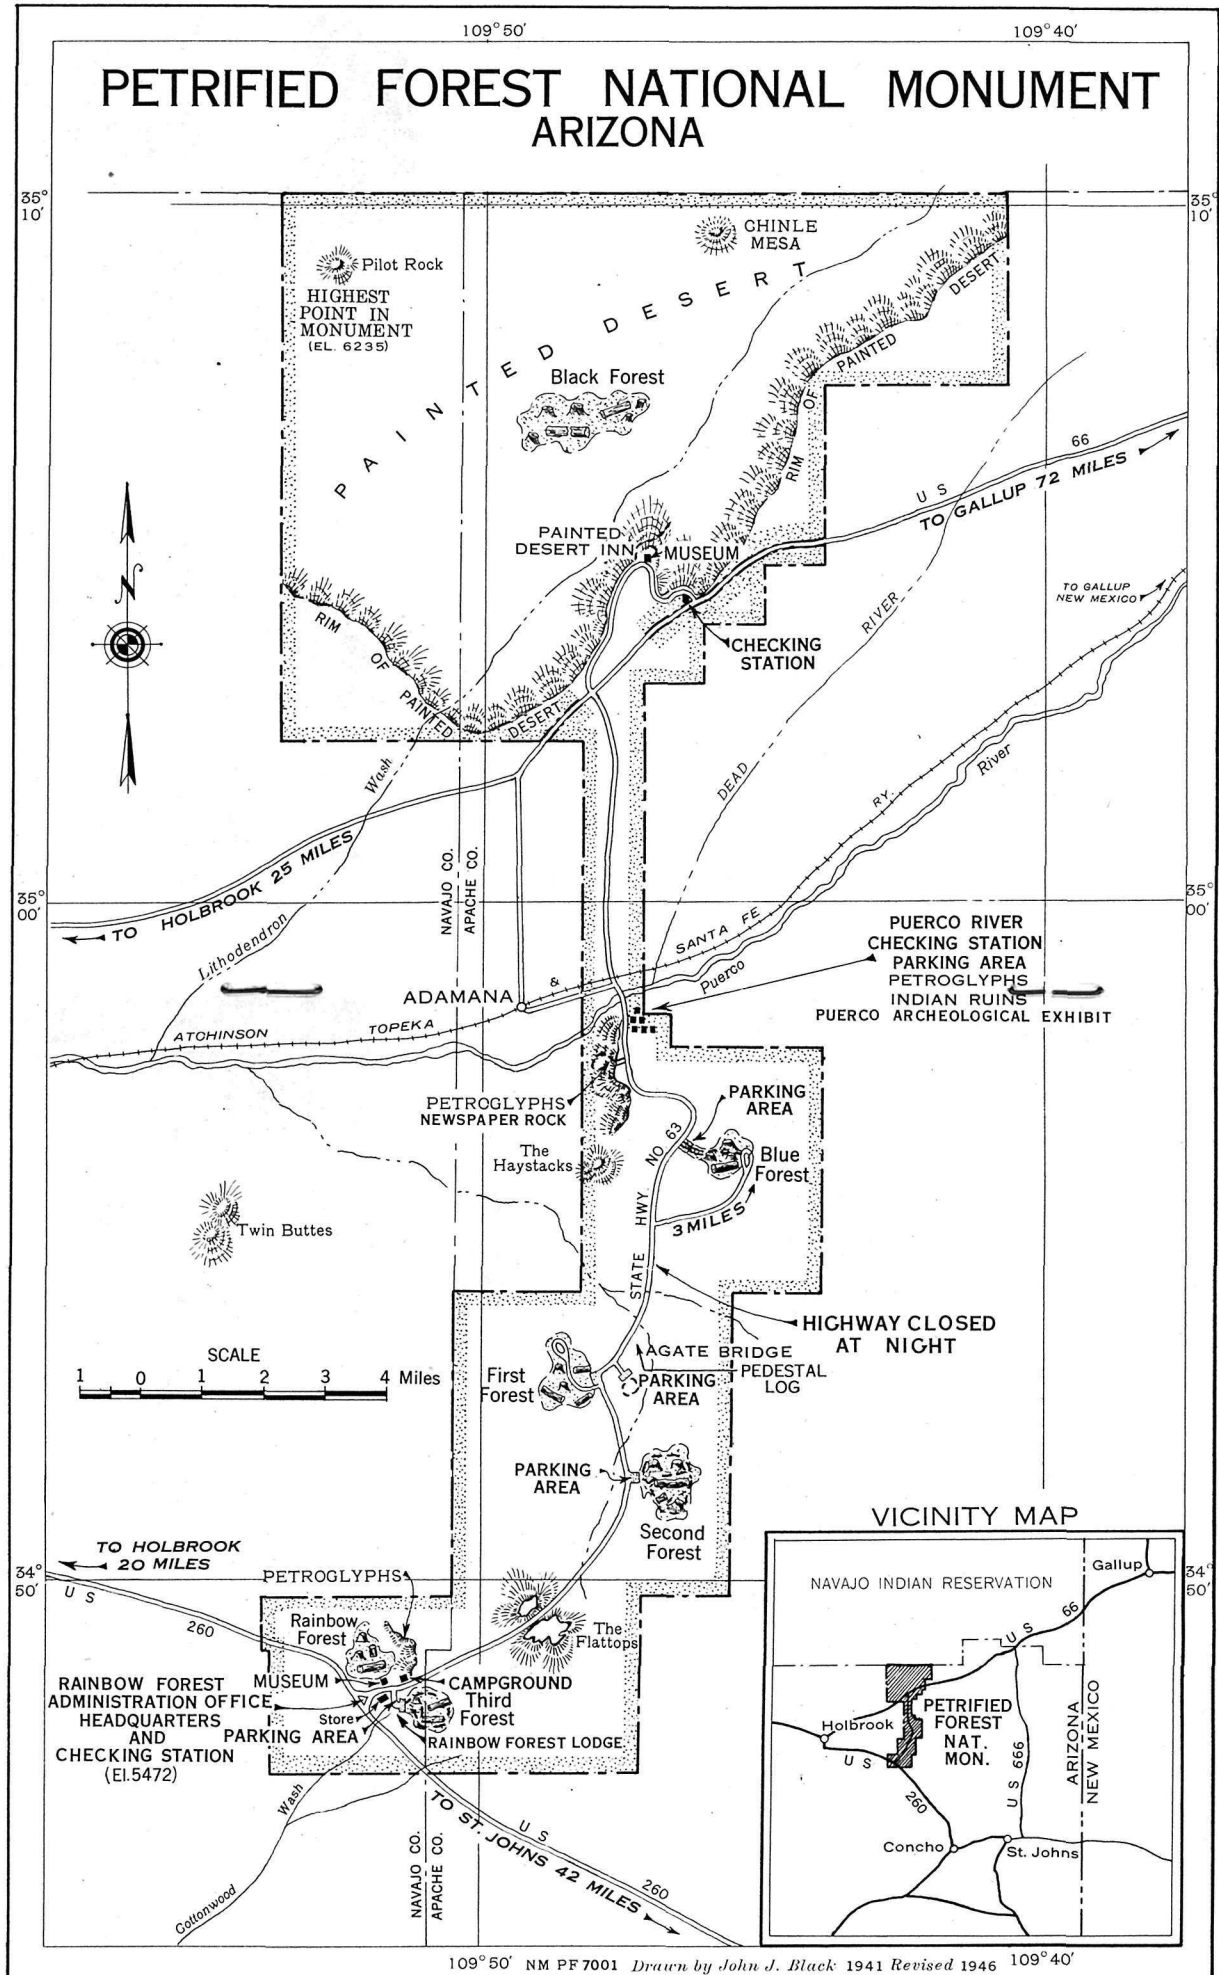 109°50′
109°40′
PETRIFIED FOREST NATIONAL MONUMENT
ARIZONA
35°
10′
35°
10′
CHINLE
MESA
Pilot Rock
HIGHEST
POINT IN
MONUMENT
(EL. 6235)
PAINTED DESERT
Black Forest
RIM OF PAINTED DESERT
US 66
TO GALLUP 72 MILES
PAINTED
DESERT INN
MUSEUM
N
TO GALLUP
NEW MEXICO
CHECKING
STATION
RIM OF PAINTED DESERT
DEAD RIVER
Wash
Lithodendron
River
Puerco
TO HOLBROOK 25 MILES
NAVAJO CO.
APACHE CO.
35°
00′
35°
00′
ATCHINSON TOPEKA & SANTA FE RY.
ADAMANA
PUERCO RIVER
CHECKING STATION
PARKING AREA
PETROGLYPHS
INDIAN RUINS
PUERCO ARCHEOLOGICAL EXHIBIT
PETROGLYPHS
NEWSPAPER ROCK
PARKING
AREA
The
Haystacks
Blue
Forest
3 MILES
STATE HWY NO 63
Twin Buttes
HIGHWAY CLOSED
AT NIGHT
SCALE
1 0 1 2 3 4 Miles
AGATE BRIDGE
PEDESTAL
LOG
First
Forest
PARKING
AREA
PARKING
AREA
Second
Forest
TO HOLBROOK
20 MILES
US 260
34°
50′
34°
50′
PETROGLYPHS
Rainbow
Forest
The
Flattops
MUSEUM
CAMPGROUND
Third
Forest
RAINBOW FOREST
ADMINISTRATION OFFICE
HEADQUARTERS
AND
CHECKING STATION
(El.5472)
Store
PARKING AREA
RAINBOW FOREST LODGE
Wash
Cottonwood
NAVAJO CO.
APACHE CO.
US 260
TO ST. JOHNS 42 MILES
VICINITY MAP
NAVAJO INDIAN RESERVATION
Gallup
US 66
Holbrook
PETRIFIED
FOREST
NAT.
MON.
ARIZONA
NEW MEXICO
US 260
US 666
Concho
St. Johns
109°50′
NM PF 7001 Drawn by John J. Black 1941 Revised 1946
109°40′